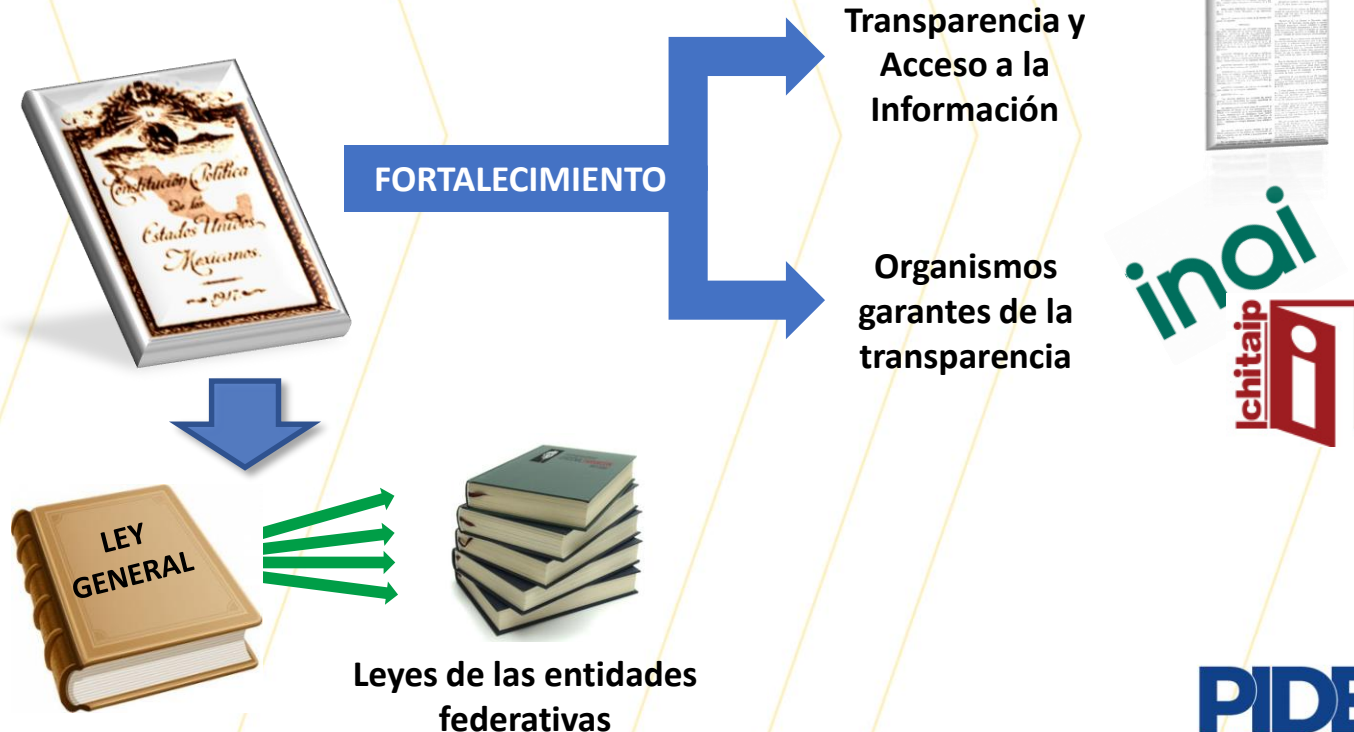 Transparencia y
Acceso a la
Información
Constitución Política
de los
Estados Unidos
Mexicanos.
1917
FORTALECIMIENTO
Organismos
garantes de la
transparencia
inai
Ichitaip
LEY
GENERAL
Leyes de las entidades
federativas
PIDE